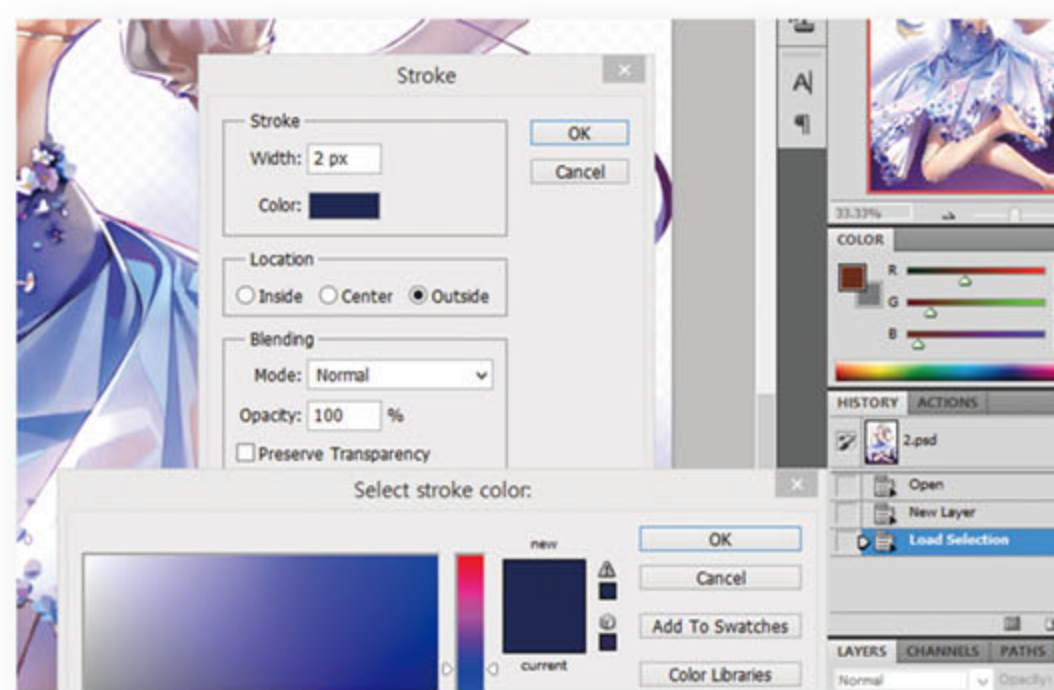 Stroke
Stroke
Width: 2 px
Color:
OK
Cancel
Location
Inside Center Outside
Blending
Mode: Normal
Opacity: 100 %
Preserve Transparency
Select stroke color:
new
current
OK
Cancel
Add To Swatches
Color Libraries
A
¶
33.33%
COLOR
R
G
B
HISTORY ACTIONS
2.psd
Open
New Layer
Load Selection
LAYERS CHANNELS PATHS
Normal Opacity: